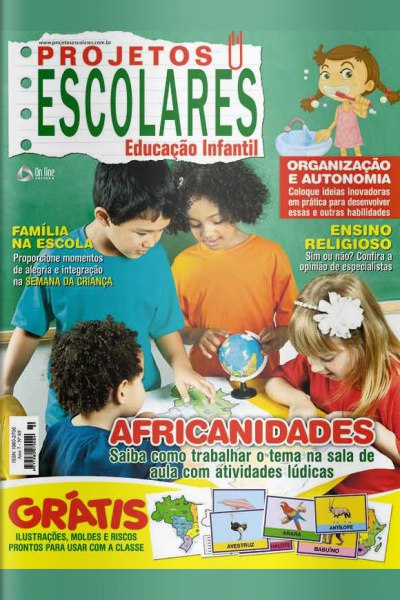 www.projetosescolares.com.br
PROJETOS
ESCOLARES
Educação Infantil
On line
EDITORA
ORGANIZAÇÃO
E AUTONOMIA
Coloque ideias inovadoras
em prática para desenvolver
essas e outras habilidades
FAMÍLIA
NA ESCOLA
Proporcione momentos
de alegria e integração
na SEMANA DA CRIANÇA
ENSINO
RELIGIOSO
Sim ou não? Confira a
opinião de especialistas
AFRICANIDADES
Saiba como trabalhar o tema na sala de
aula com atividades lúdicas
GRÁTIS
ILUSTRAÇÕES, MOLDES E RISCOS
PRONTOS PARA USAR COM A CLASSE
AVESTRUZ
ARARA
ANTÍLOPE
BABUÍNO